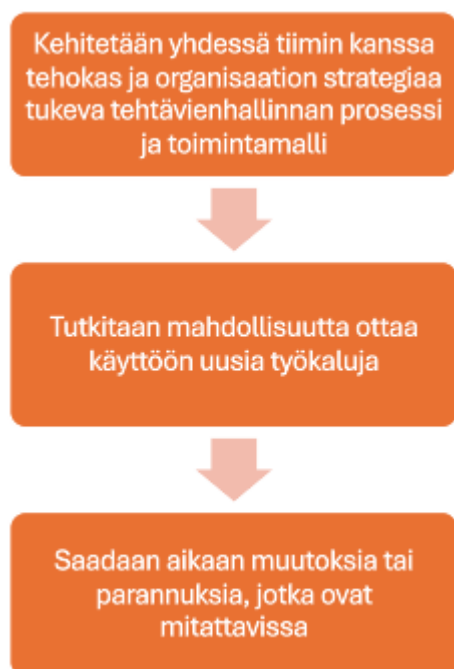 Kehitetään yhdessä tiimin kanssa
tehokas ja organisaation strategiaa
tukeva tehtävienhallinnan prosessi
ja toimintamalli
Tutkitaan mahdollisuutta ottaa
käyttöön uusia työkaluja
Saadaan aikaan muutoksia tai
parannuksia, jotka ovat
mitattavissa